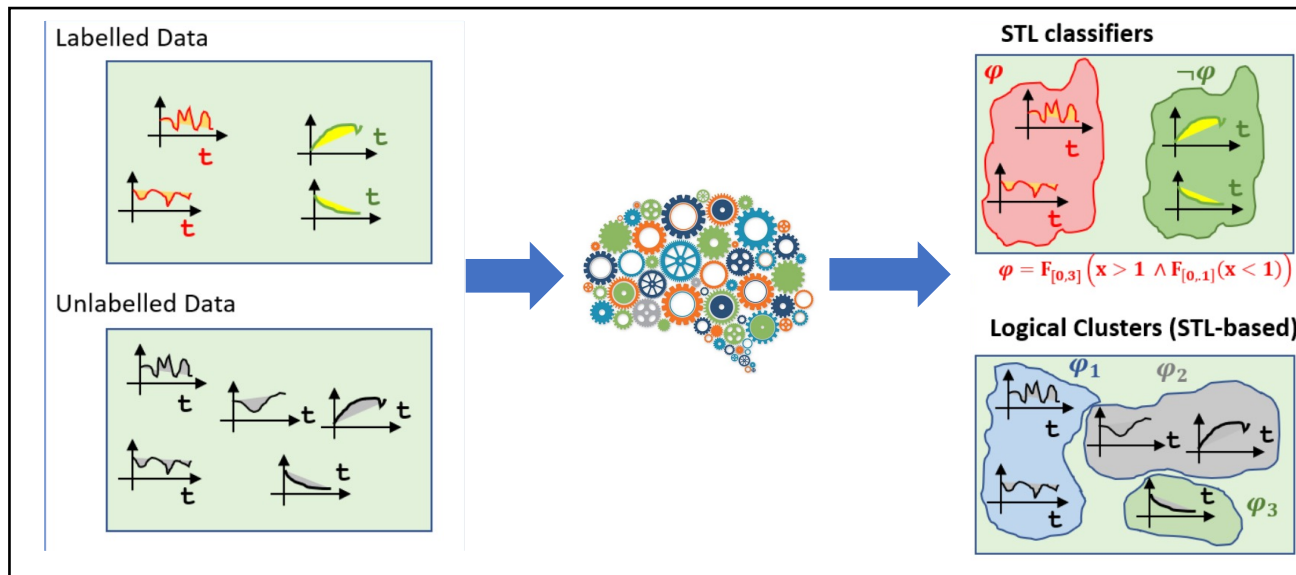 Labelled Data
t
t
t
t
Unlabelled Data
t
t
t
t
t
STL classifiers
φ
¬φ
t
t
t
t
φ = F[0,3] (x > 1 ∧ F[0,.1](x < 1))
Logical Clusters (STL-based)
φ1
φ2
t
t
t
t
t
φ3